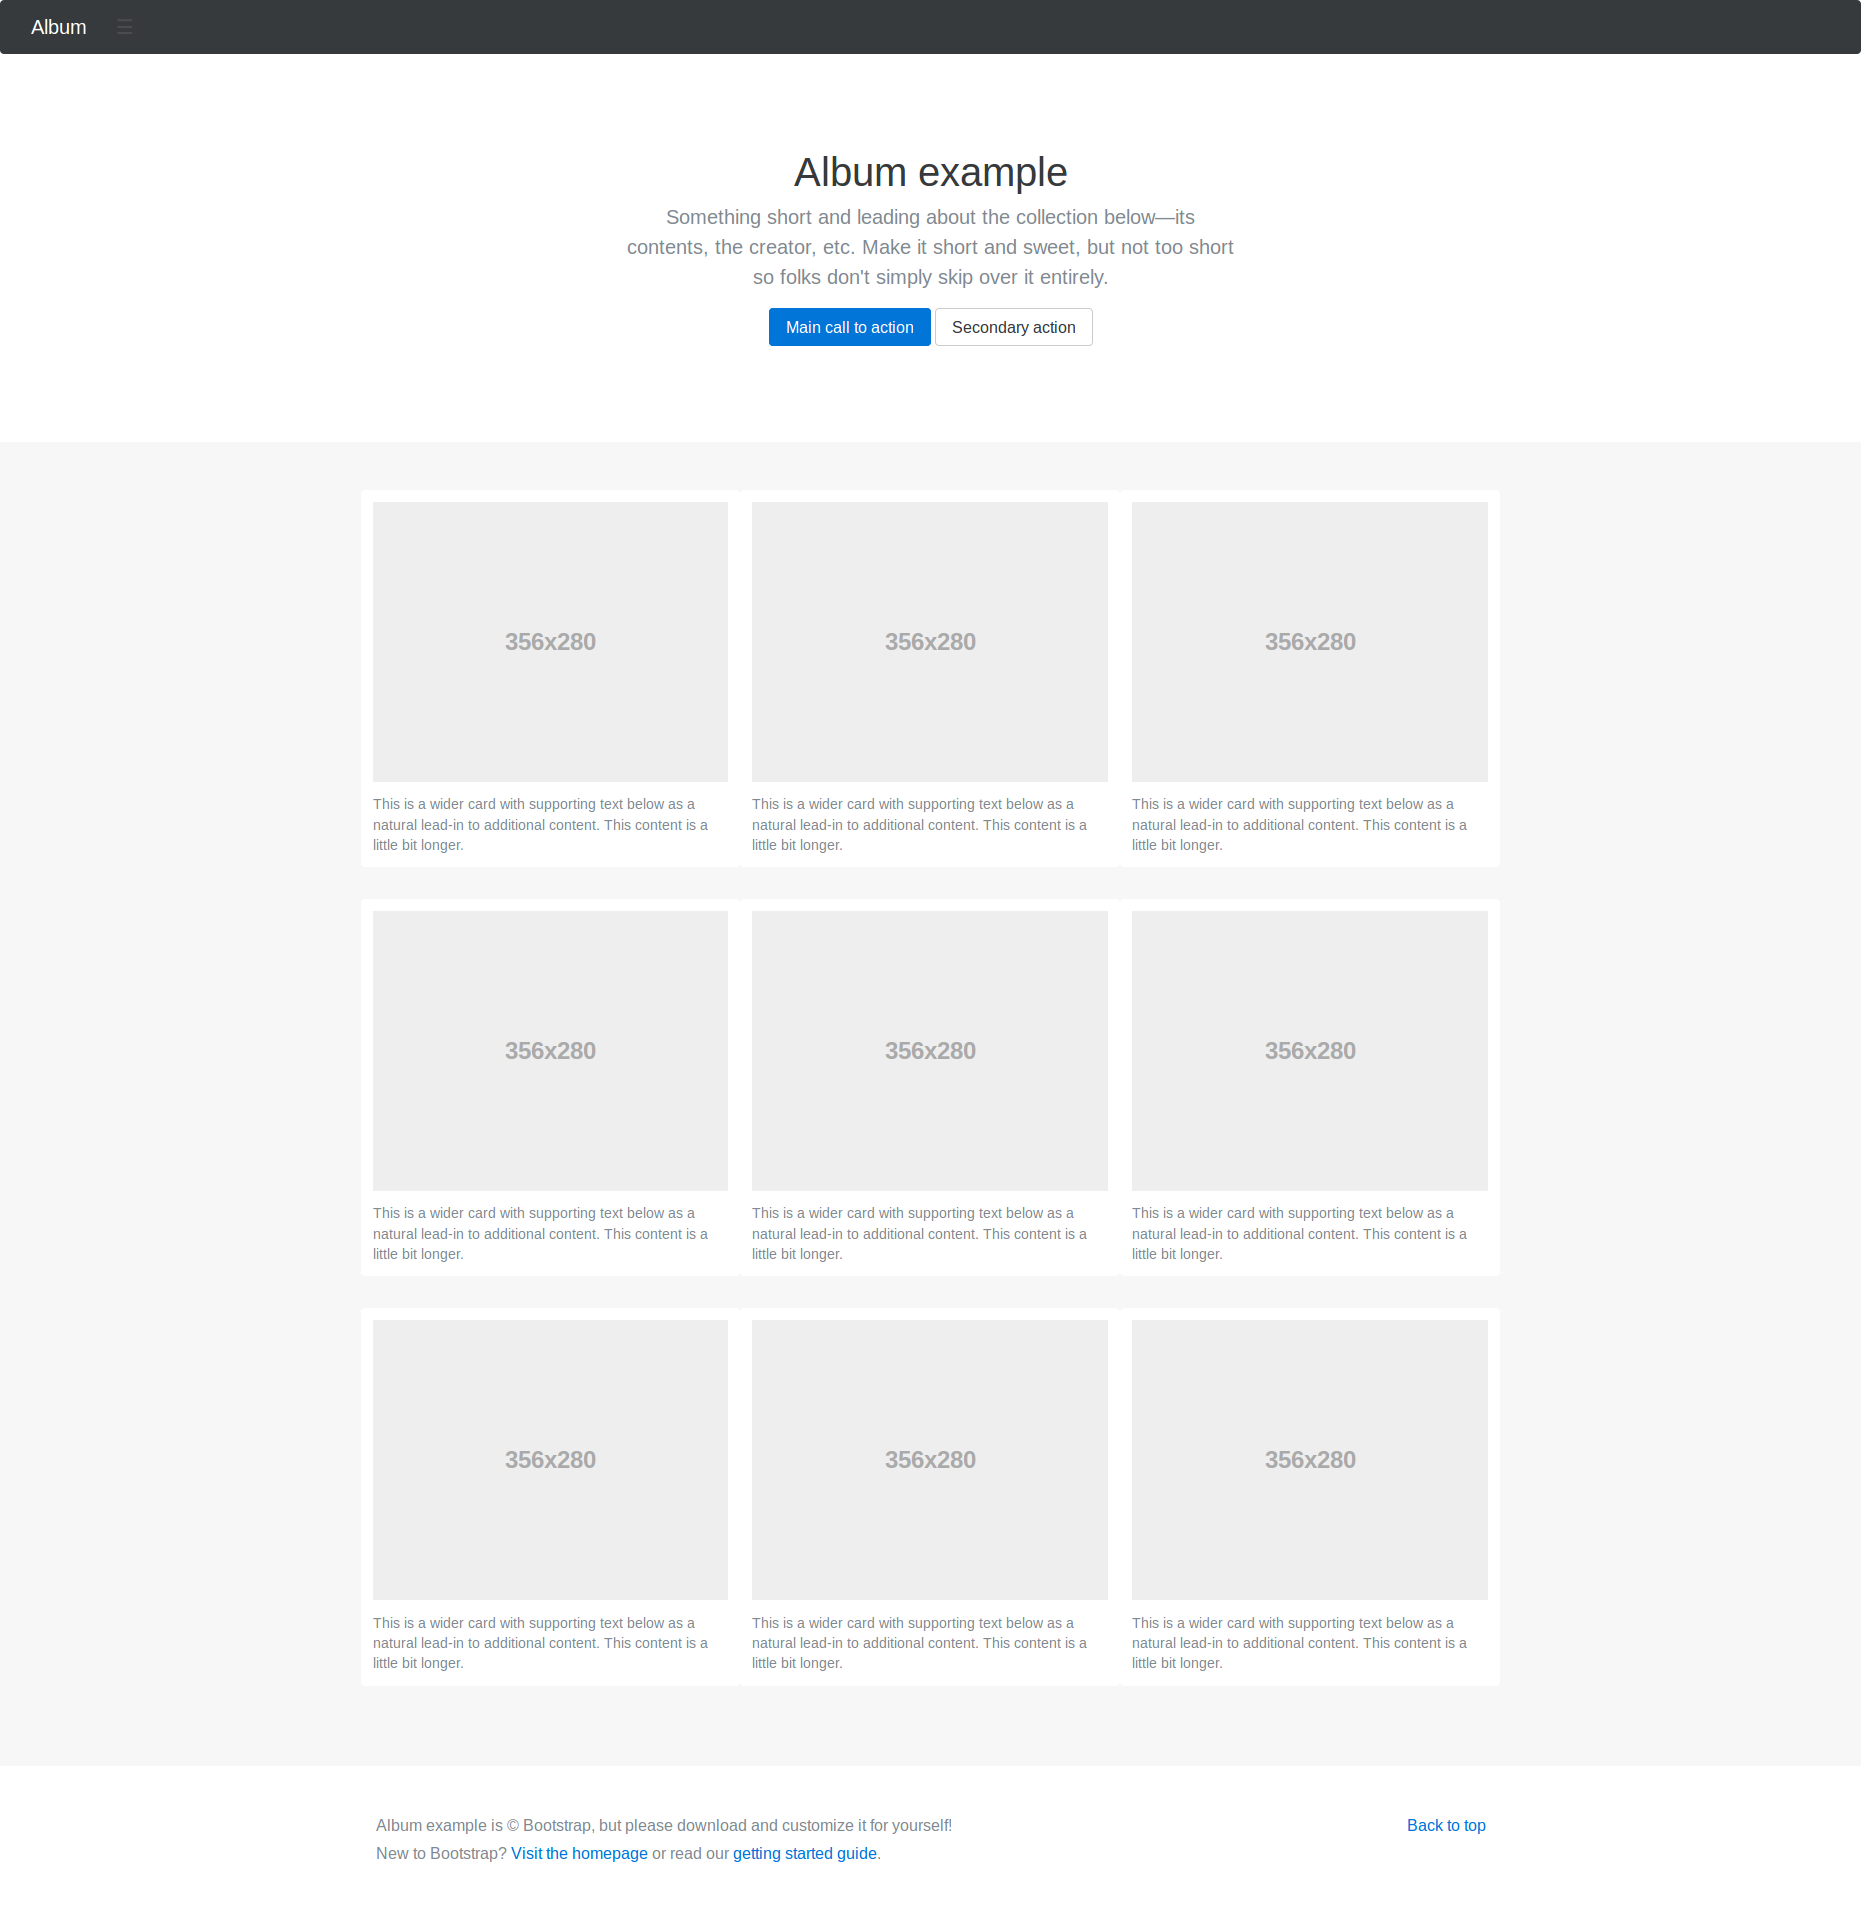 Album ☰
Album example
Something short and leading about the collection below—its
contents, the creator, etc. Make it short and sweet, but not too short
so folks don't simply skip over it entirely.
Main call to action Secondary action
356x280 356x280 356x280
This is a wider card with supporting text below as a
natural lead-in to additional content. This content is a
little bit longer.
This is a wider card with supporting text below as a
natural lead-in to additional content. This content is a
little bit longer.
This is a wider card with supporting text below as a
natural lead-in to additional content. This content is a
little bit longer.
356x280 356x280 356x280
This is a wider card with supporting text below as a
natural lead-in to additional content. This content is a
little bit longer.
This is a wider card with supporting text below as a
natural lead-in to additional content. This content is a
little bit longer.
This is a wider card with supporting text below as a
natural lead-in to additional content. This content is a
little bit longer.
356x280 356x280 356x280
This is a wider card with supporting text below as a
natural lead-in to additional content. This content is a
little bit longer.
This is a wider card with supporting text below as a
natural lead-in to additional content. This content is a
little bit longer.
This is a wider card with supporting text below as a
natural lead-in to additional content. This content is a
little bit longer.
Album example is © Bootstrap, but please download and customize it for yourself!
Back to top
New to Bootstrap? Visit the homepage or read our getting started guide.